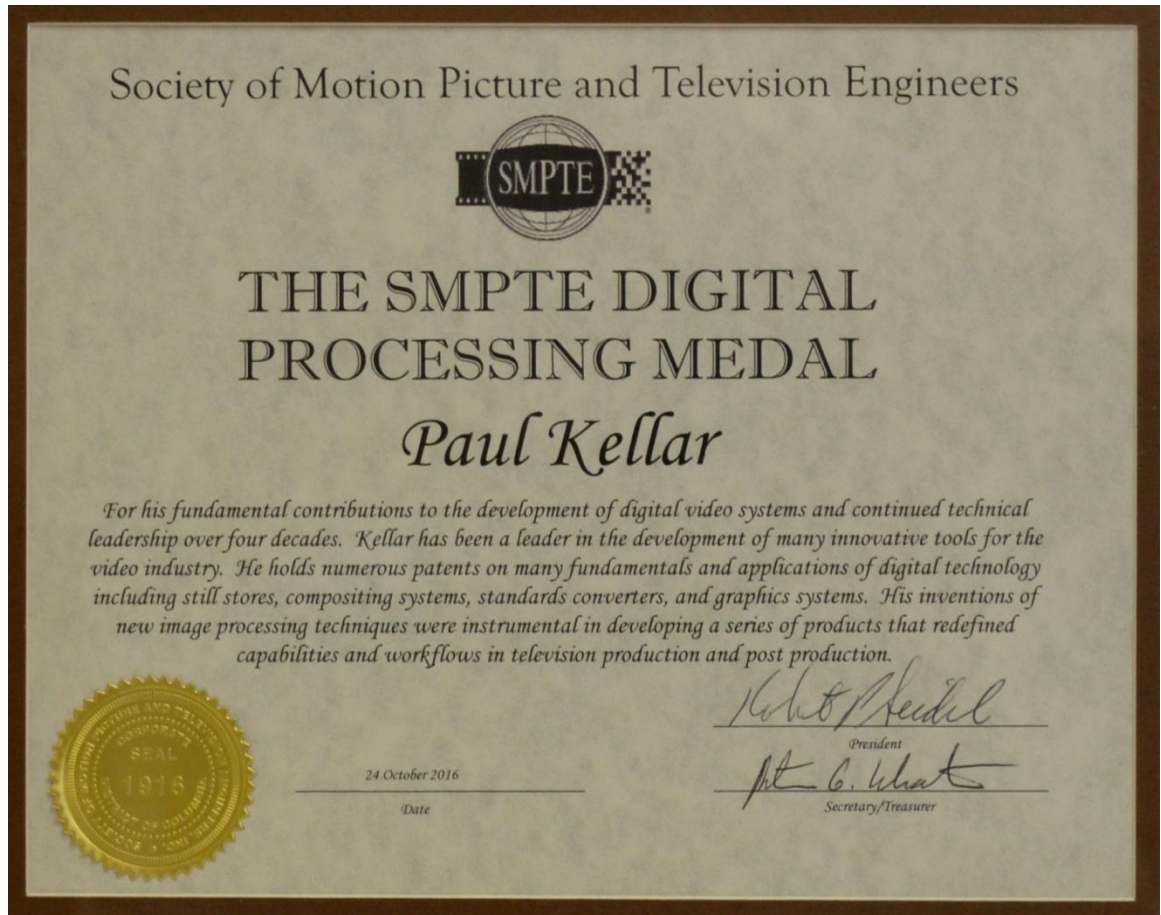 Society of Motion Picture and Television Engineers
SMPTE
THE SMPTE DIGITAL
PROCESSING MEDAL
Paul Kellar
For his fundamental contributions to the development of digital video systems and continued technical
leadership over four decades. Kellar has been a leader in the development of many innovative tools for the
video industry. He holds numerous patents on many fundamentals and applications of digital technology
including still stores, compositing systems, standards converters, and graphics systems. His inventions of
new image processing techniques were instrumental in developing a series of products that redefined
capabilities and workflows in television production and post production.
President
24 October 2016
Date
Secretary/Treasurer
CORPORATE
SEAL
1916